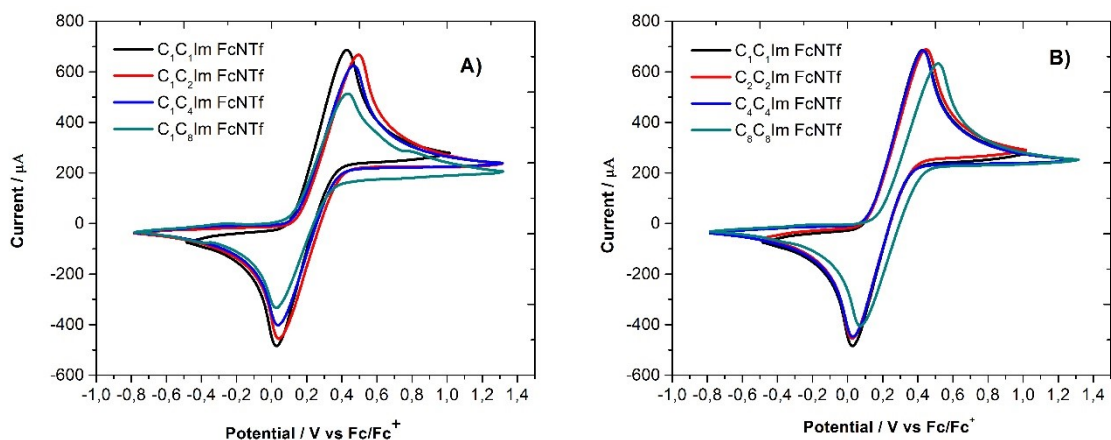 800
600
400
200
0
-200
-400
-600
Current / µA
C₁C₁Im FcNTf
C₁C₂Im FcNTf
C₁C₄Im FcNTf
C₁C₈Im FcNTf
A)
-1,0 -0,8 -0,6 -0,4 -0,2 0,0 0,2 0,4 0,6 0,8 1,0 1,2 1,4
Potential / V vs Fc/Fc⁺
800
600
400
200
0
-200
-400
-600
Current / µA
C₁C₁Im FcNTf
C₂C₂Im FcNTf
C₄C₄Im FcNTf
C₈C₈Im FcNTf
B)
-1,0 -0,8 -0,6 -0,4 -0,2 0,0 0,2 0,4 0,6 0,8 1,0 1,2 1,4
Potential / V vs Fc/Fc⁺